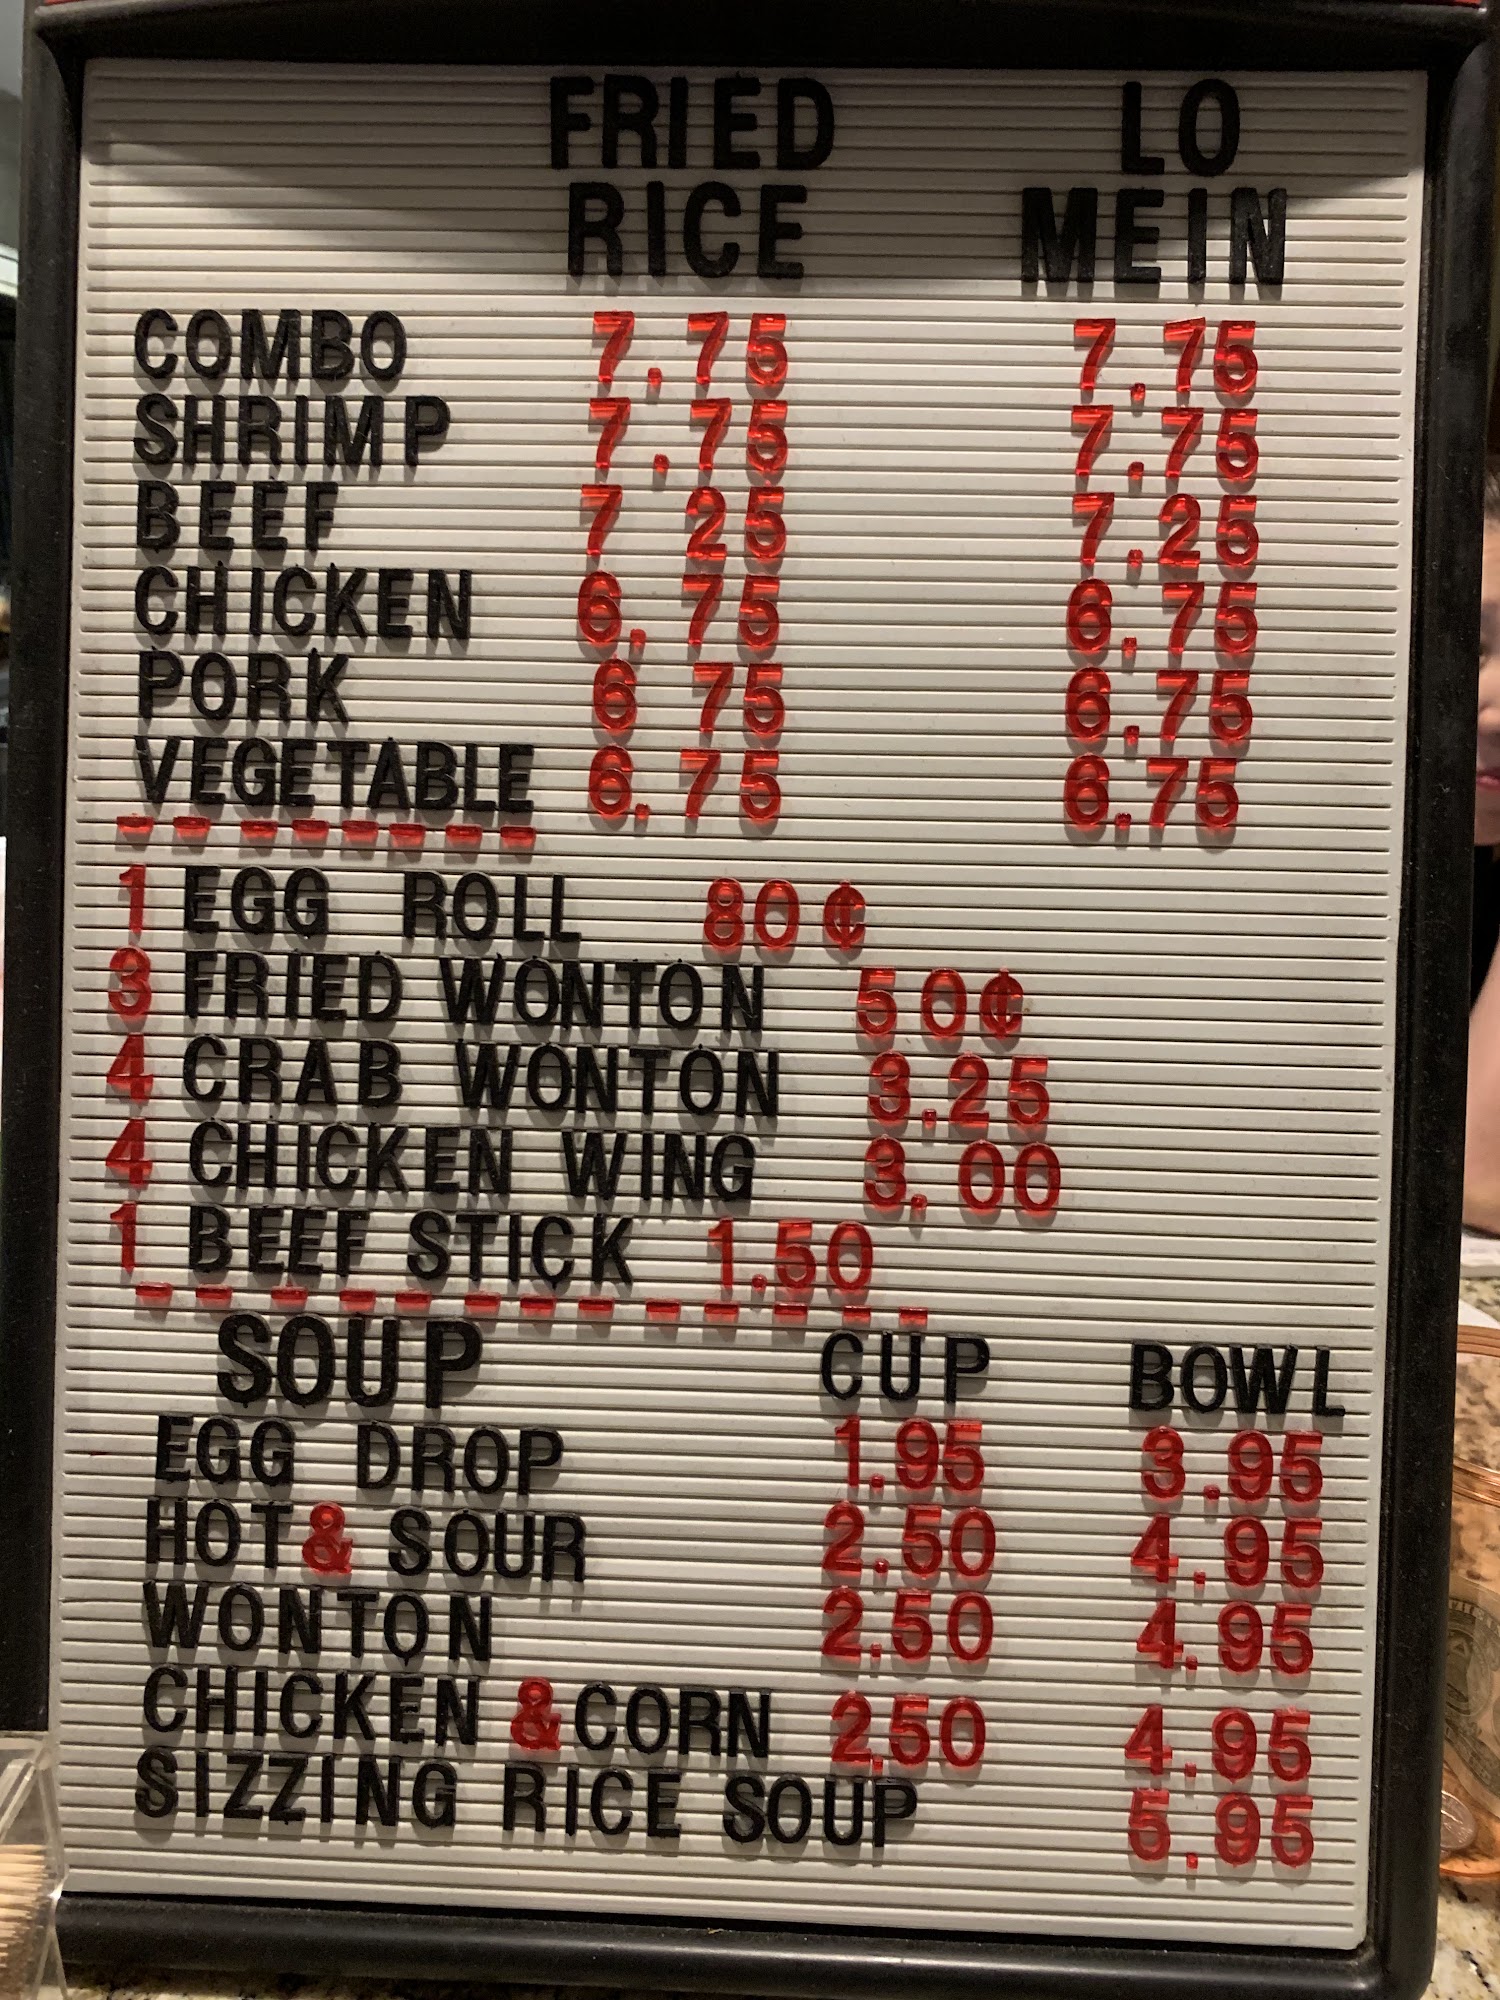 FRIED LO
RICE MEIN
COMBO 7.75 7.75
SHRIMP 7.75 7.75
BEEF 7 25 7.25
CHICKEN 6.75 6.75
PORK 6 75 6.75
VEGETABLE 6.75 6.75
--------
1 EGG ROLL 80¢
3 FRIED WONTON 50¢
4 CRAB WONTON 3.25
4 CHICKEN WING 3.00
1 BEEF STICK 1.50
-------------
SOUP CUP BOWL
EGG DROP 1.95 3.95
HOT & SOUR 2.50 4.95
WONTON 2.50 4.95
CHICKEN & CORN 2.50 4.95
SIZZING RICE SOUP 5.95